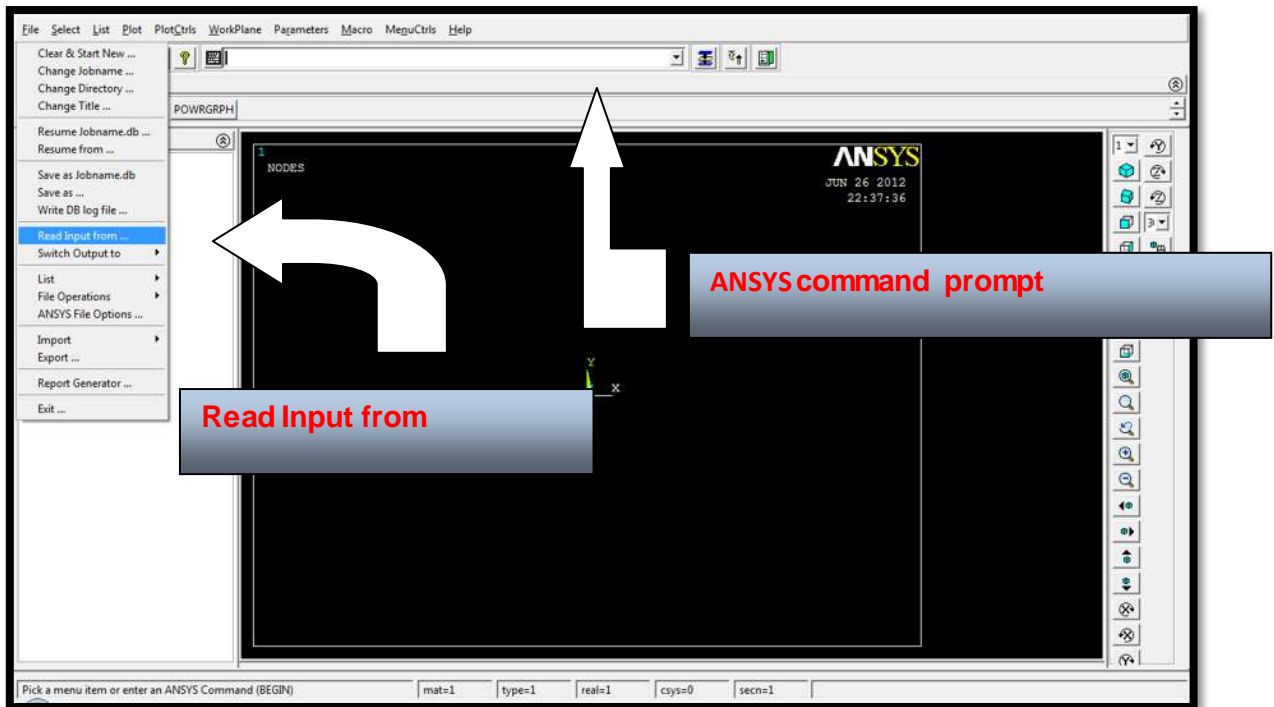 File Select List Plot PlotCtrls WorkPlane Parameters Macro MenuCtrls Help
Clear & Start New ...
Change Jobname ...
Change Directory ...
Change Title ...
POWRGRPH
Resume Jobname.db ...
Resume from ...
Save as Jobname.db
Save as ...
Write DB log file ...
Read Input from ...
Switch Output to
List
File Operations
ANSYS File Options ...
Import
Export ...
Report Generator ...
Exit ...
1
NODES
ANSYS
JUN 26 2012
22:37:36
1
ANSYS command prompt
Y
X
Read Input from
Pick a menu item or enter an ANSYS Command (BEGIN) mat=1 type=1 real=1 csys=0 secn=1